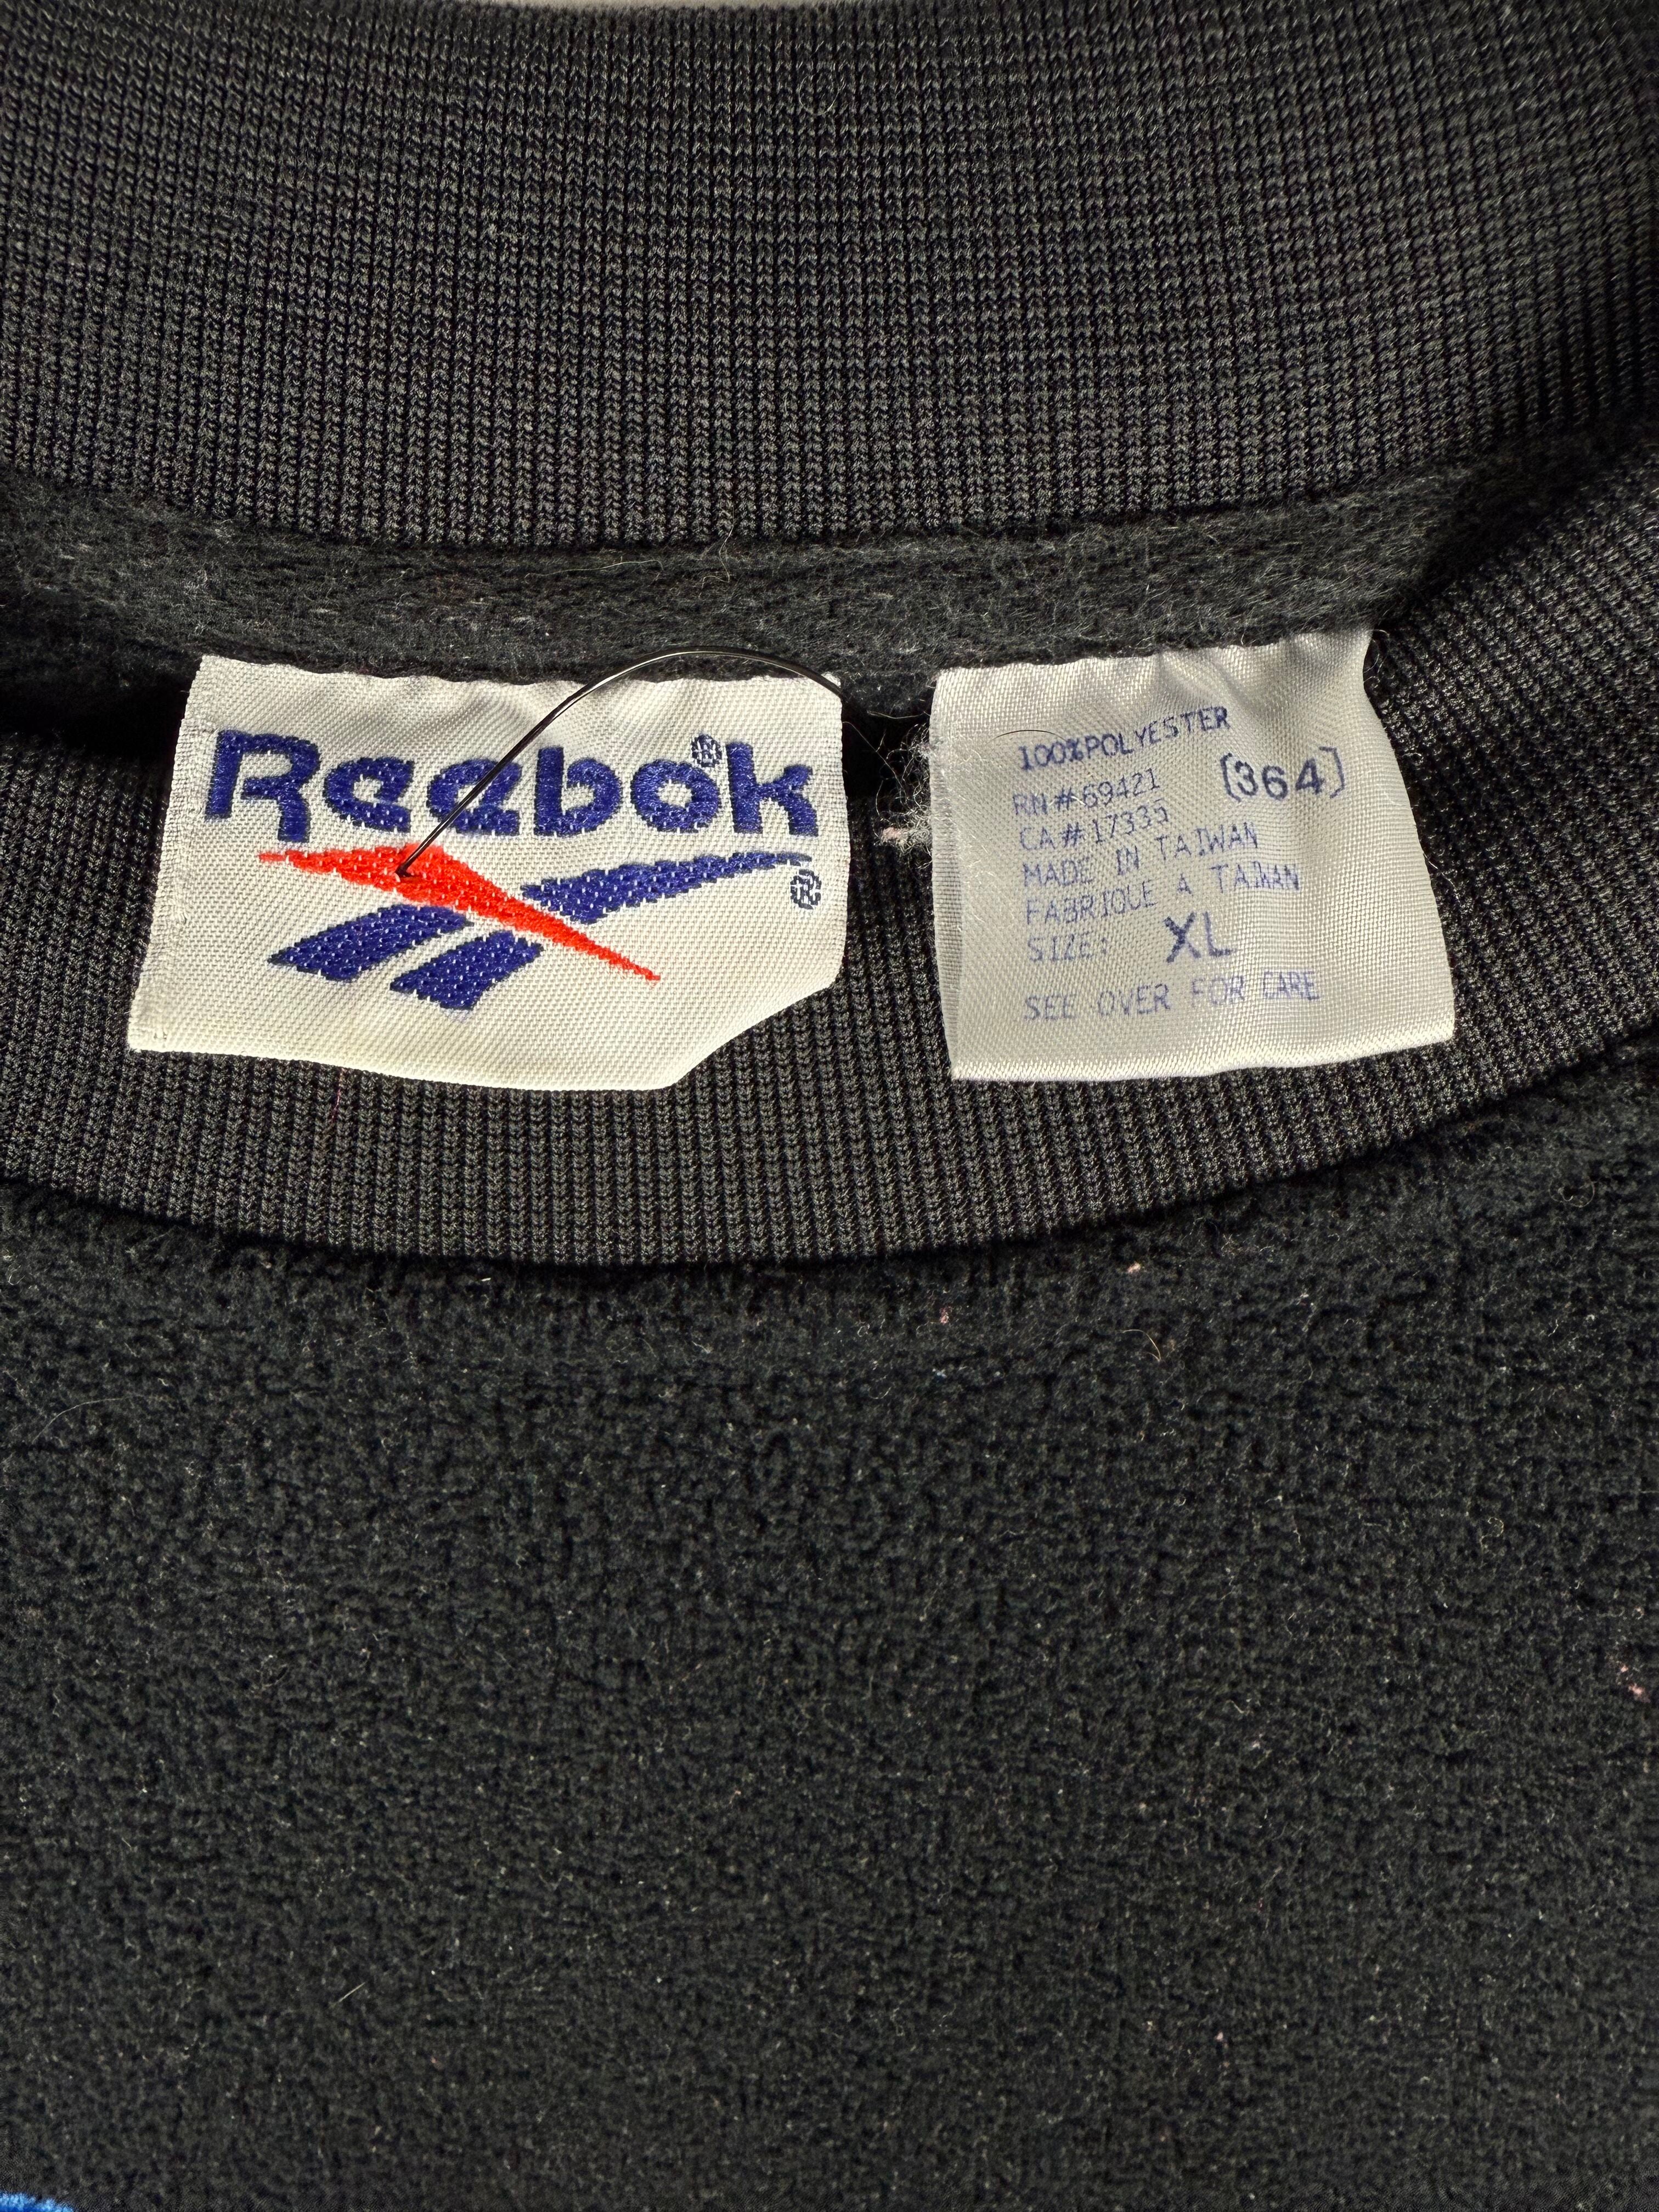 Reebok®
®
100%POLYESTER
RN#69421 (364)
CA#17335
MADE IN TAIWAN
FABRIQUE A TAIWAN
SIZE: XL
SEE OVER FOR CARE